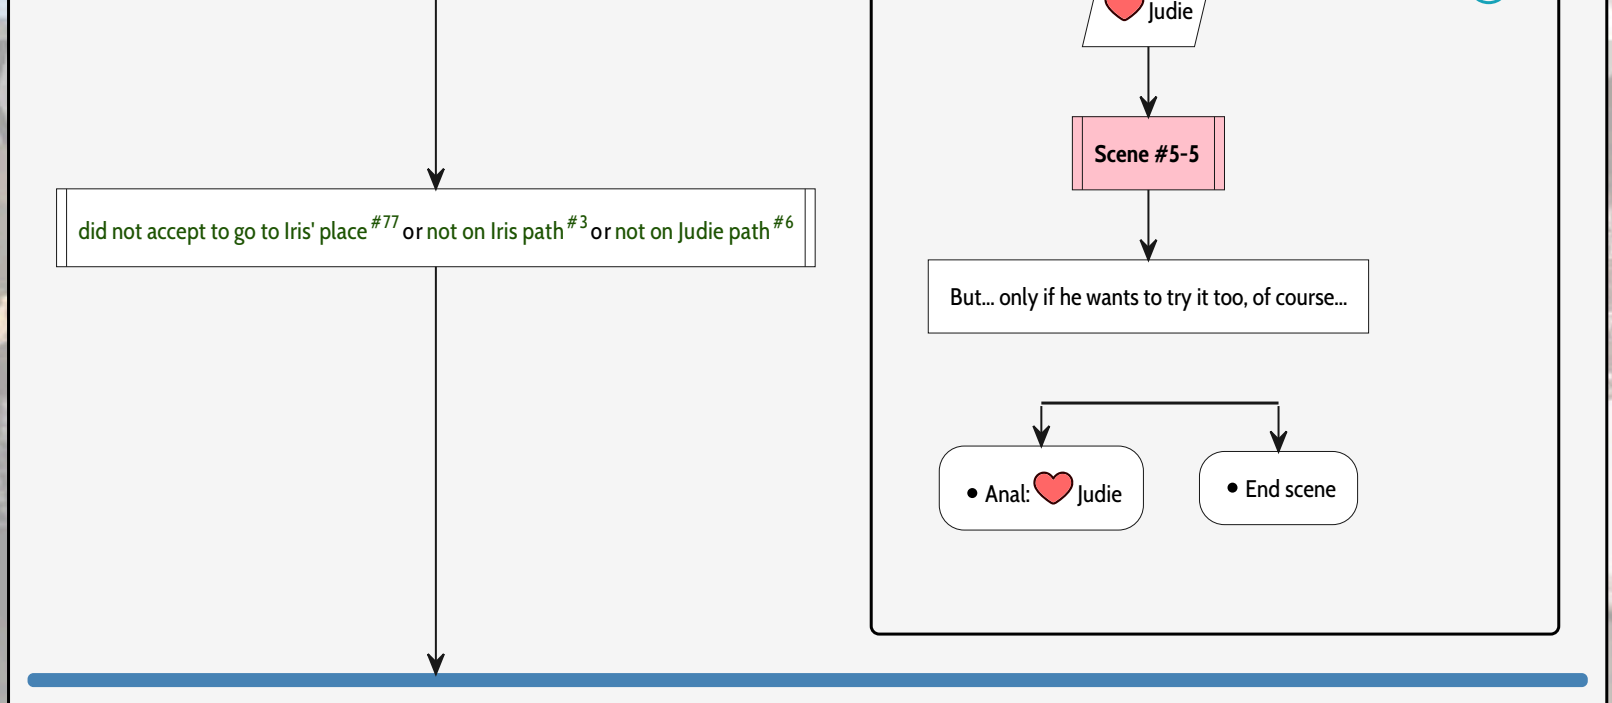 Judie
Scene #5-5
did not accept to go to Iris' place #77 or not on Iris path #3 or not on Judie path #6
But... only if he wants to try it too, of course...
• Anal: Judie
• End scene